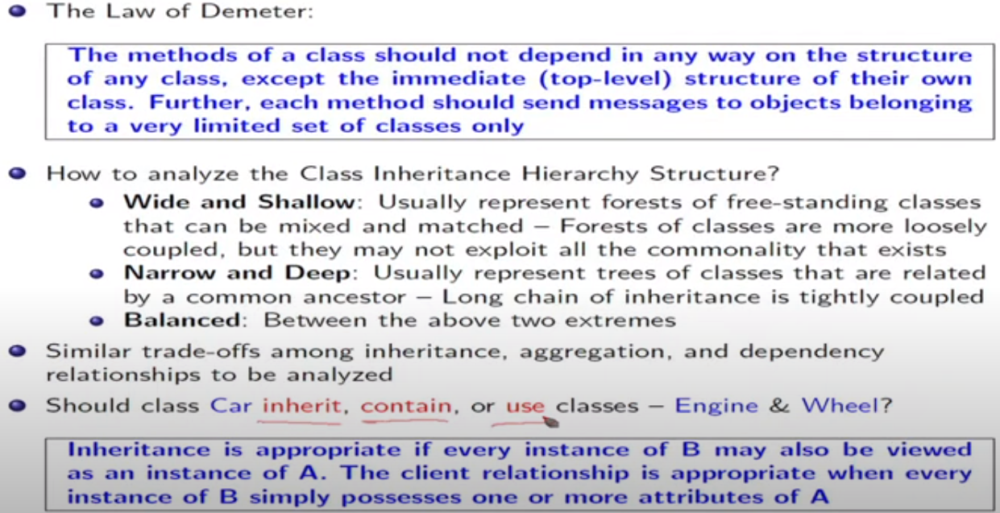 The Law of Demeter:
The methods of a class should not depend in any way on the structure
of any class, except the immediate (top-level) structure of their own
class. Further, each method should send messages to objects belonging
to a very limited set of classes only
How to analyze the Class Inheritance Hierarchy Structure?
Wide and Shallow: Usually represent forests of free-standing classes
that can be mixed and matched – Forests of classes are more loosely
coupled, but they may not exploit all the commonality that exists
Narrow and Deep: Usually represent trees of classes that are related
by a common ancestor – Long chain of inheritance is tightly coupled
Balanced: Between the above two extremes
Similar trade-offs among inheritance, aggregation, and dependency
relationships to be analyzed
Should class Car inherit, contain, or use classes – Engine & Wheel?
Inheritance is appropriate if every instance of B may also be viewed
as an instance of A. The client relationship is appropriate when every
instance of B simply possesses one or more attributes of A